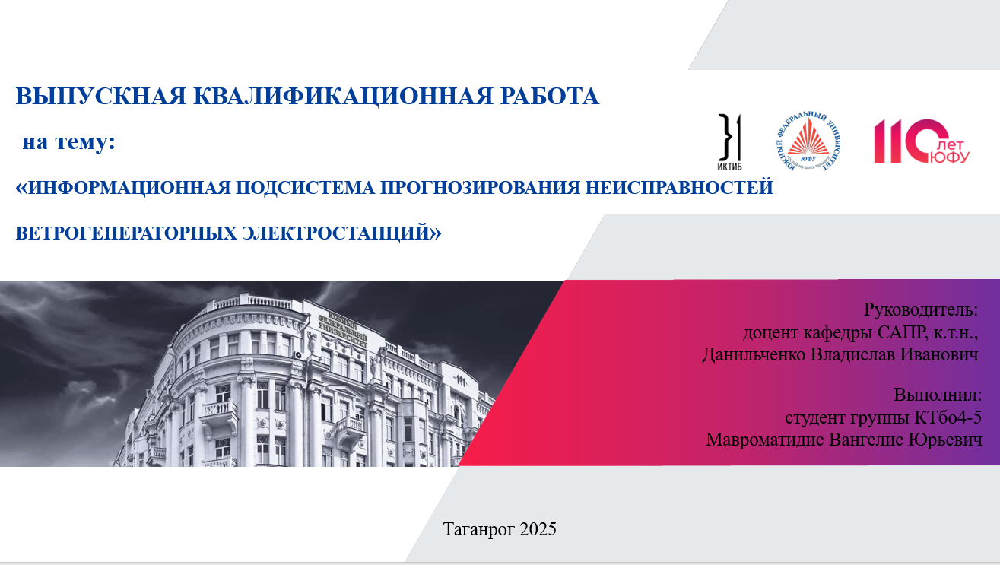 ВЫПУСКНАЯ КВАЛИФИКАЦИОННАЯ РАБОТА
на тему:
«ИНФОРМАЦИОННАЯ ПОДСИСТЕМА ПРОГНОЗИРОВАНИЯ НЕИСПРАВНОСТЕЙ
ВЕТРОГЕНЕРАТОРНЫХ ЭЛЕКТРОСТАНЦИЙ»
ИКТИБ
ЮЖНЫЙ ФЕДЕРАЛЬНЫЙ УНИВЕРСИТЕТ
ЮФУ
110 лет
ЮФУ
ЮЖНЫЙ
ФЕДЕРАЛЬНЫЙ
УНИВЕРСИТЕТ
Руководитель:
доцент кафедры САПР, к.т.н.,
Данильченко Владислав Иванович
Выполнил:
студент группы КТбо4-5
Мавроматидис Вангелис Юрьевич
Таганрог 2025